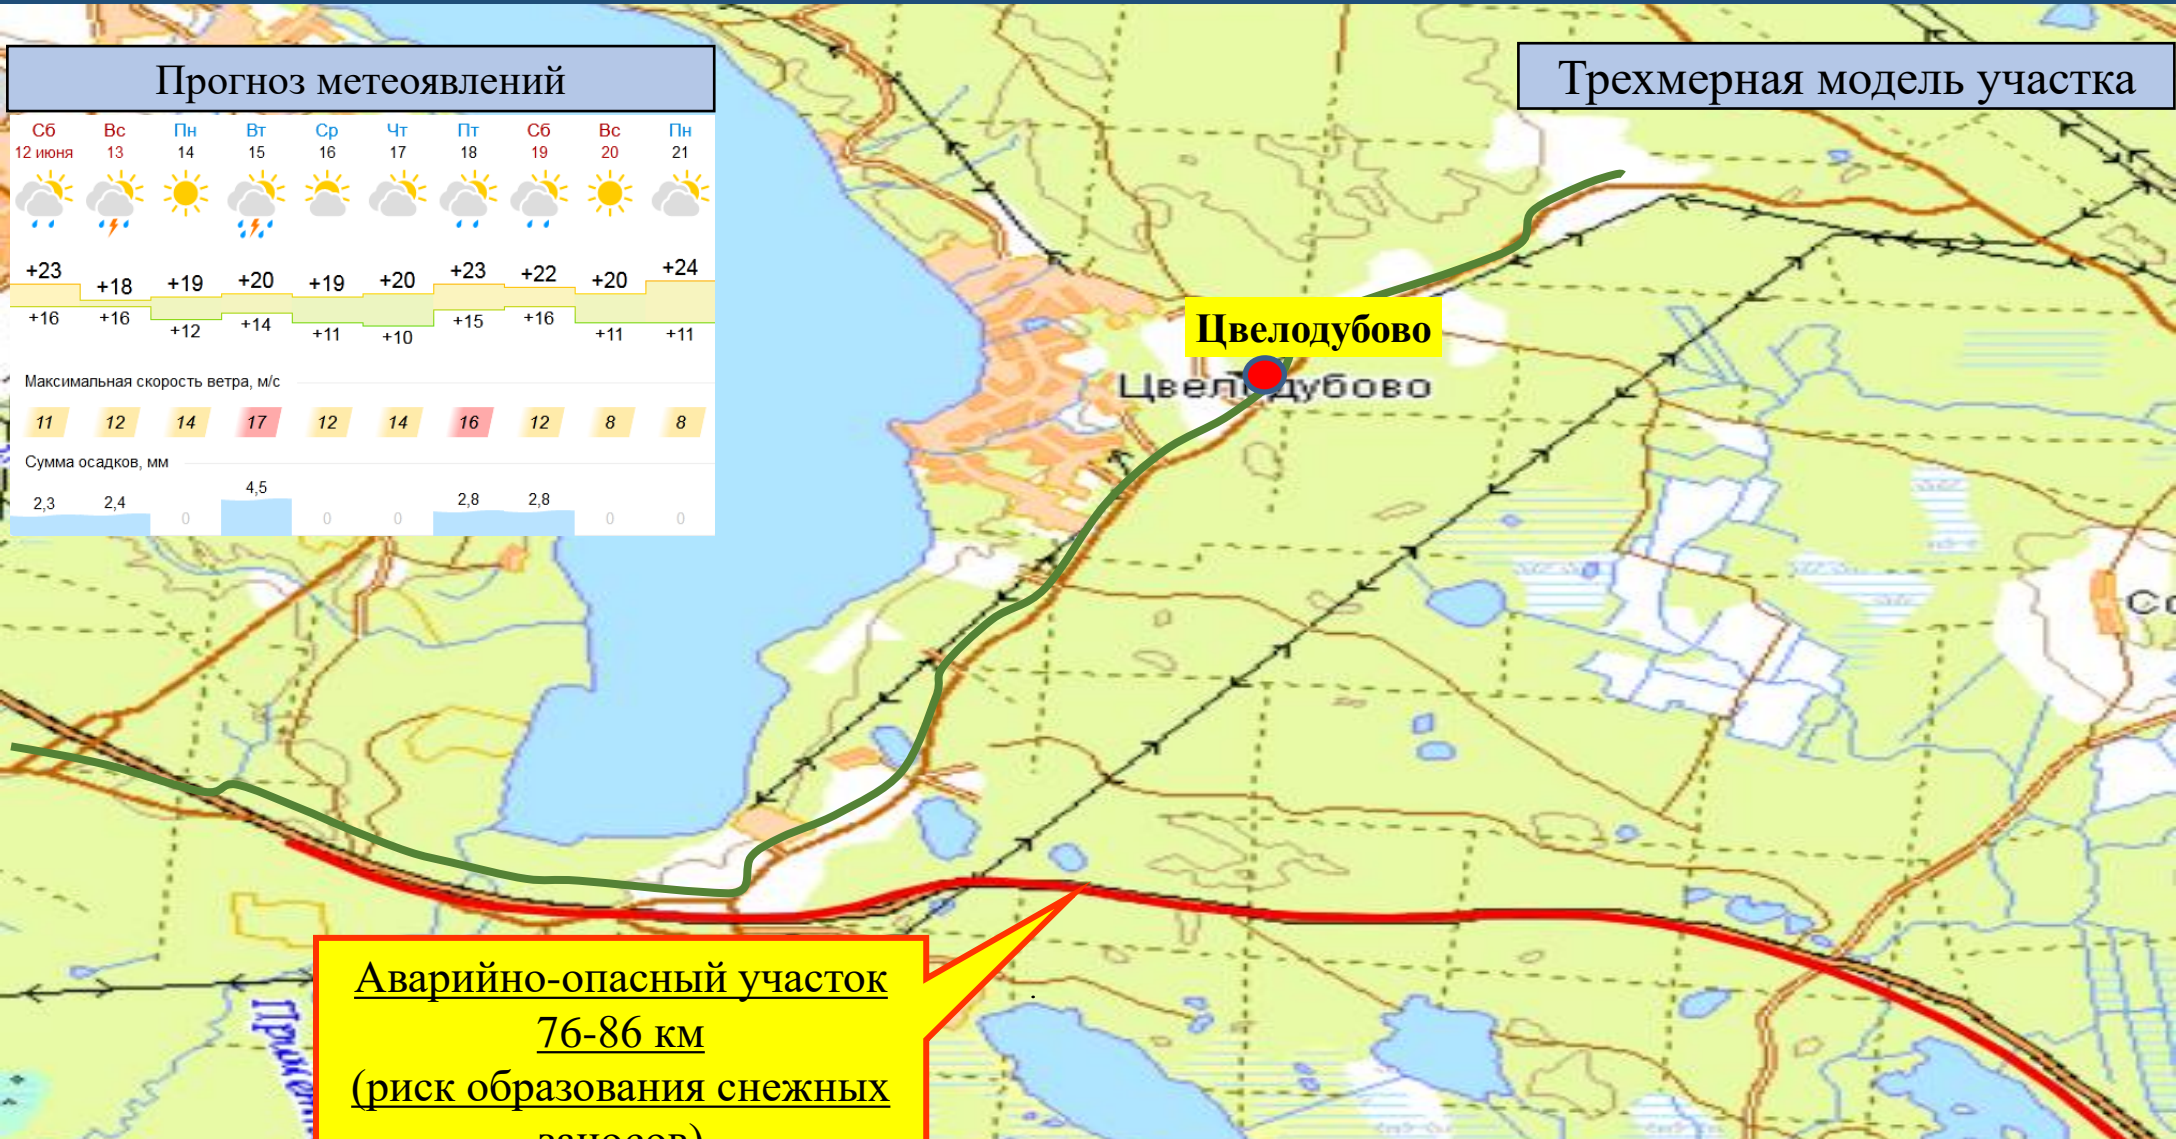 Прогноз метеоявлений
Трехмерная модель участка
Сб Вс Пн Вт Ср Чт Пт Сб Вс Пн
12 июня 13 14 15 16 17 18 19 20 21
+23 +18 +19 +20 +19 +20 +23 +22 +20 +24
+16 +16 +12 +14 +11 +10 +15 +16 +11 +11
Максимальная скорость ветра, м/с
11 12 14 17 12 14 16 12 8 8
Сумма осадков, мм
2,3 2,4 0 4,5 0 0 2,8 2,8 0 0
Цвелодубово
Цвелодубово
Со
Аварийно-опасный участок
76-86 км
(риск образования снежных
заносов)